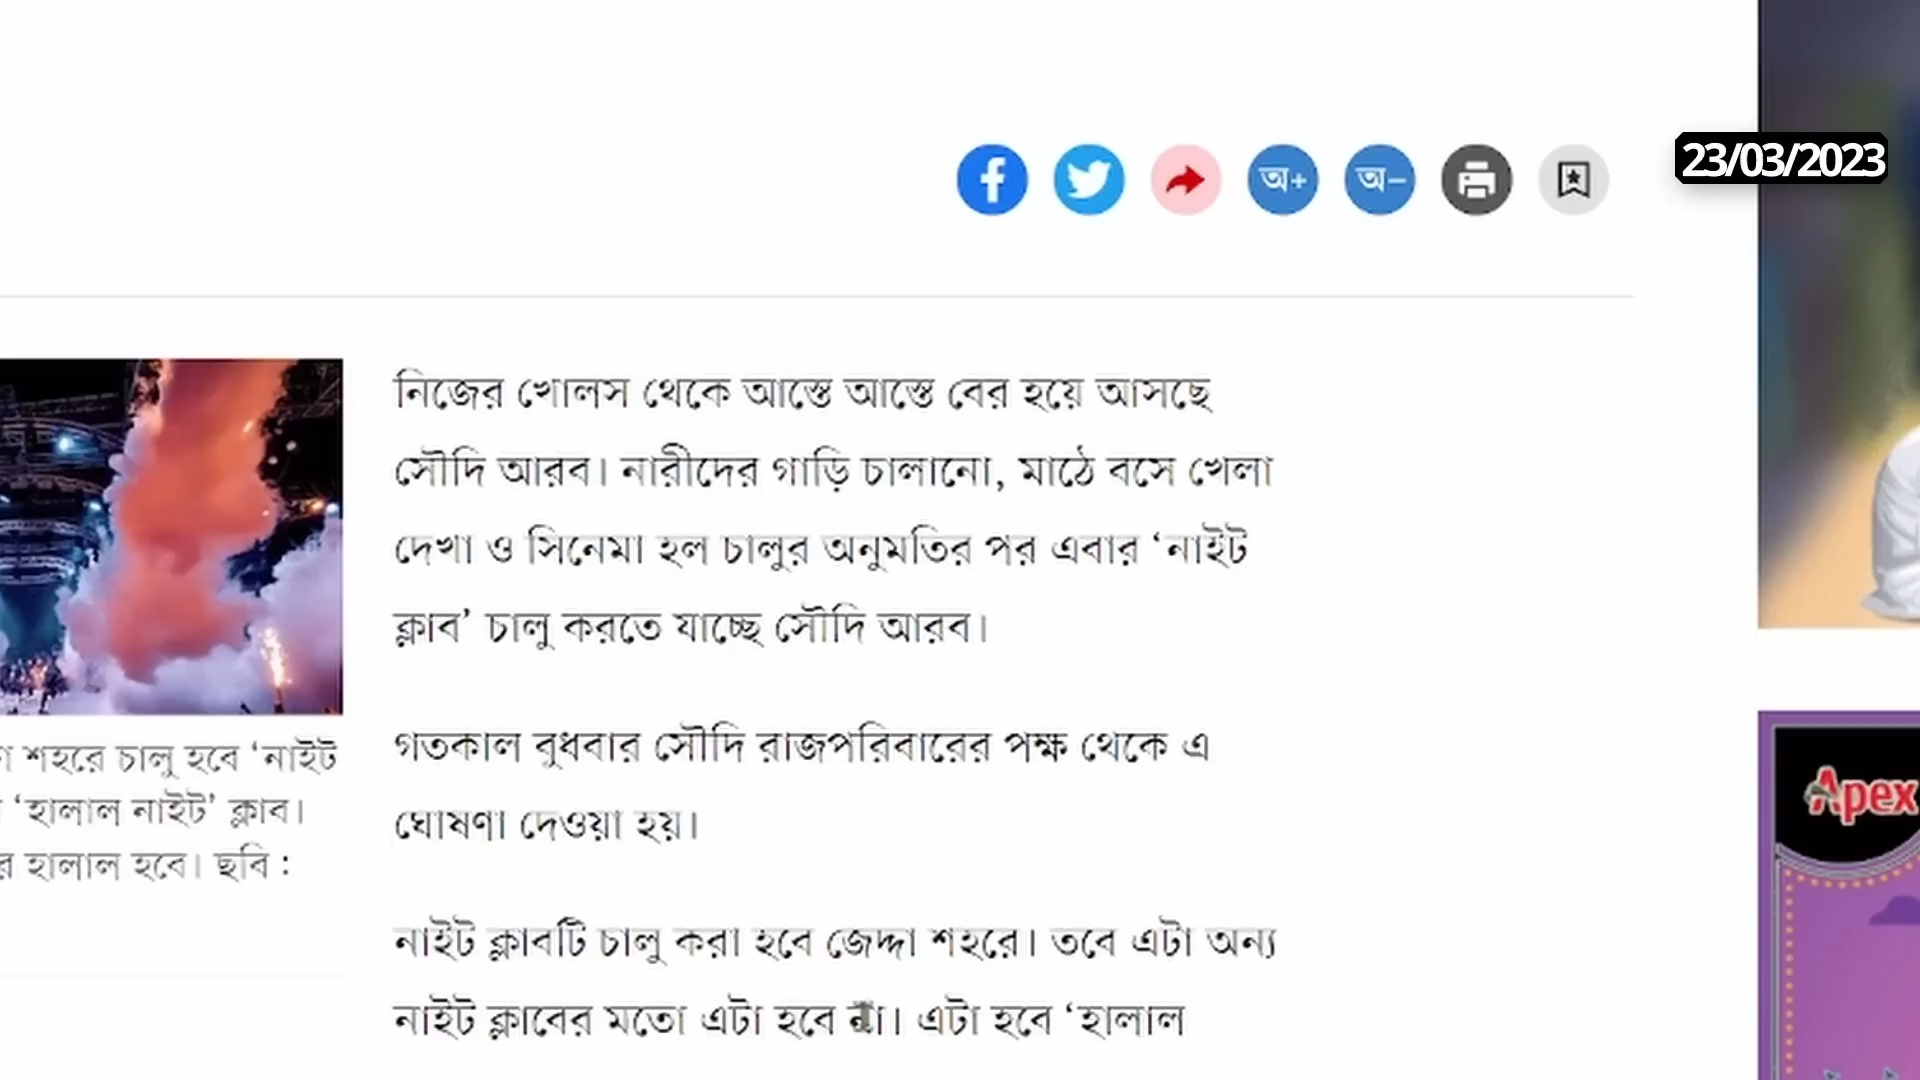 অ+
অ–
23/03/2023
নিজের খোলস থেকে আস্তে আস্তে বের হয়ে আসছে
সৌদি আরব। নারীদের গাড়ি চালানো, মাঠে বসে খেলা
দেখা ও সিনেমা হল চালুর অনুমতির পর এবার ‘নাইট
ক্লাব’ চালু করতে যাচ্ছে সৌদি আরব।
গতকাল বুধবার সৌদি রাজপরিবারের পক্ষ থেকে এ
ঘোষণা দেওয়া হয়।
নাইট ক্লাবটি চালু করা হবে জেদ্দা শহরে। তবে এটা অন্য
নাইট ক্লাবের মতো এটা হবে না। এটা হবে ‘হালাল
শহরে চালু হবে ‘নাইট
‘হালাল নাইট’ ক্লাব।
হালাল হবে। ছবি :
Apex